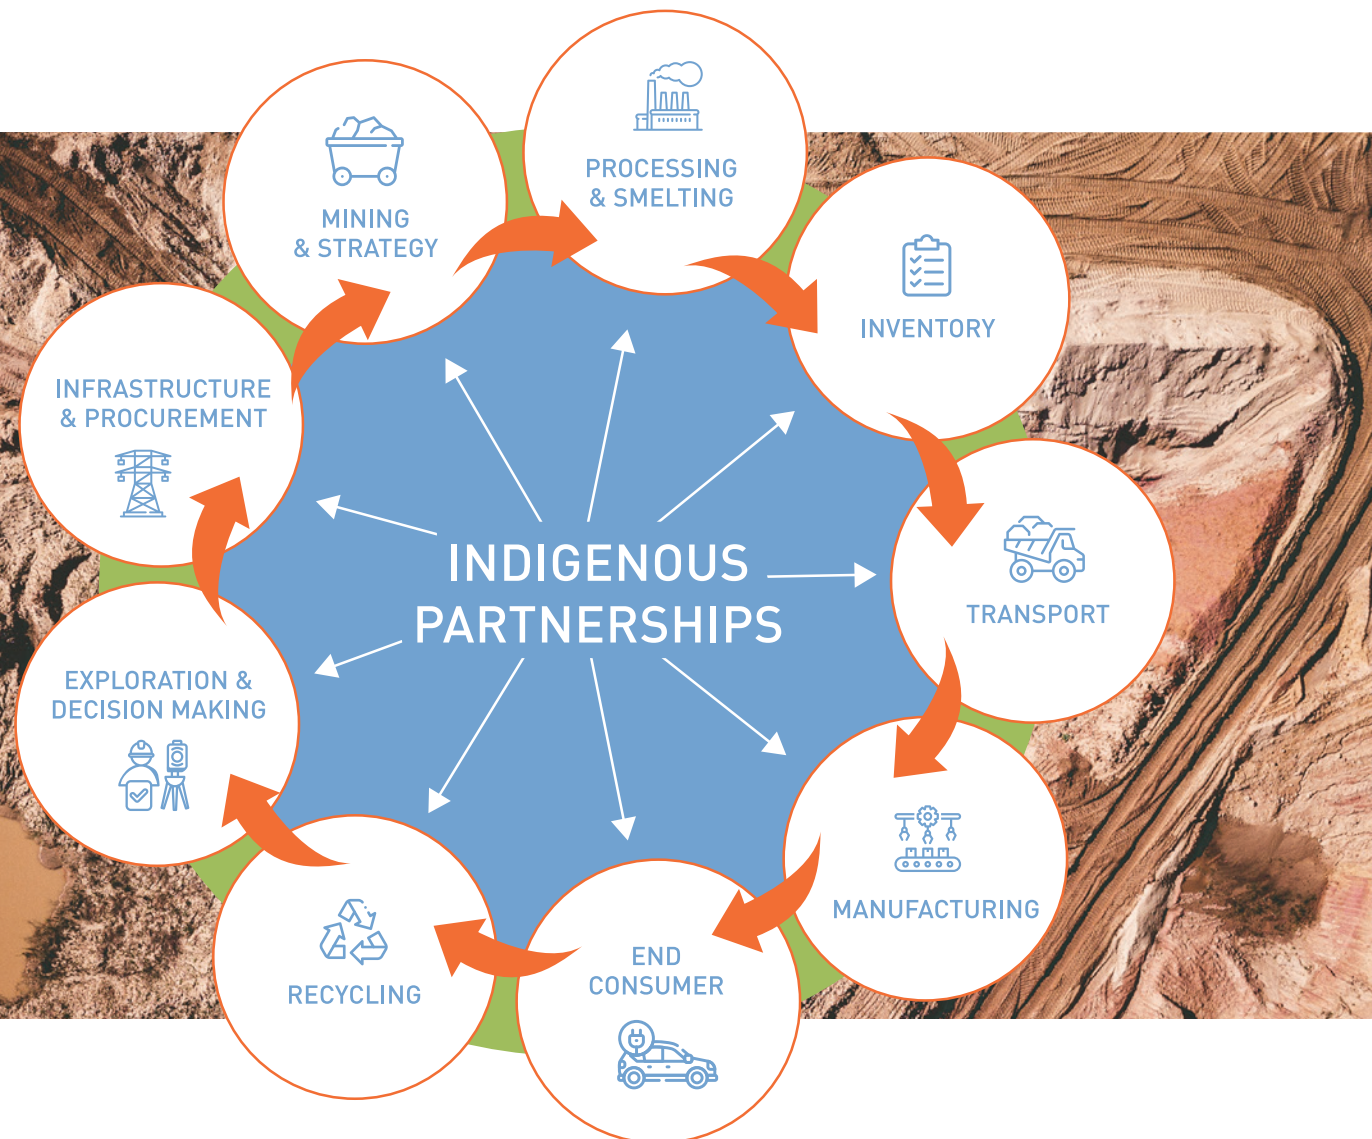 PROCESSING
& SMELTING
MINING
& STRATEGY
INVENTORY
INFRASTRUCTURE
& PROCUREMENT
INDIGENOUS
PARTNERSHIPS
TRANSPORT
EXPLORATION &
DECISION MAKING
MANUFACTURING
END
CONSUMER
RECYCLING